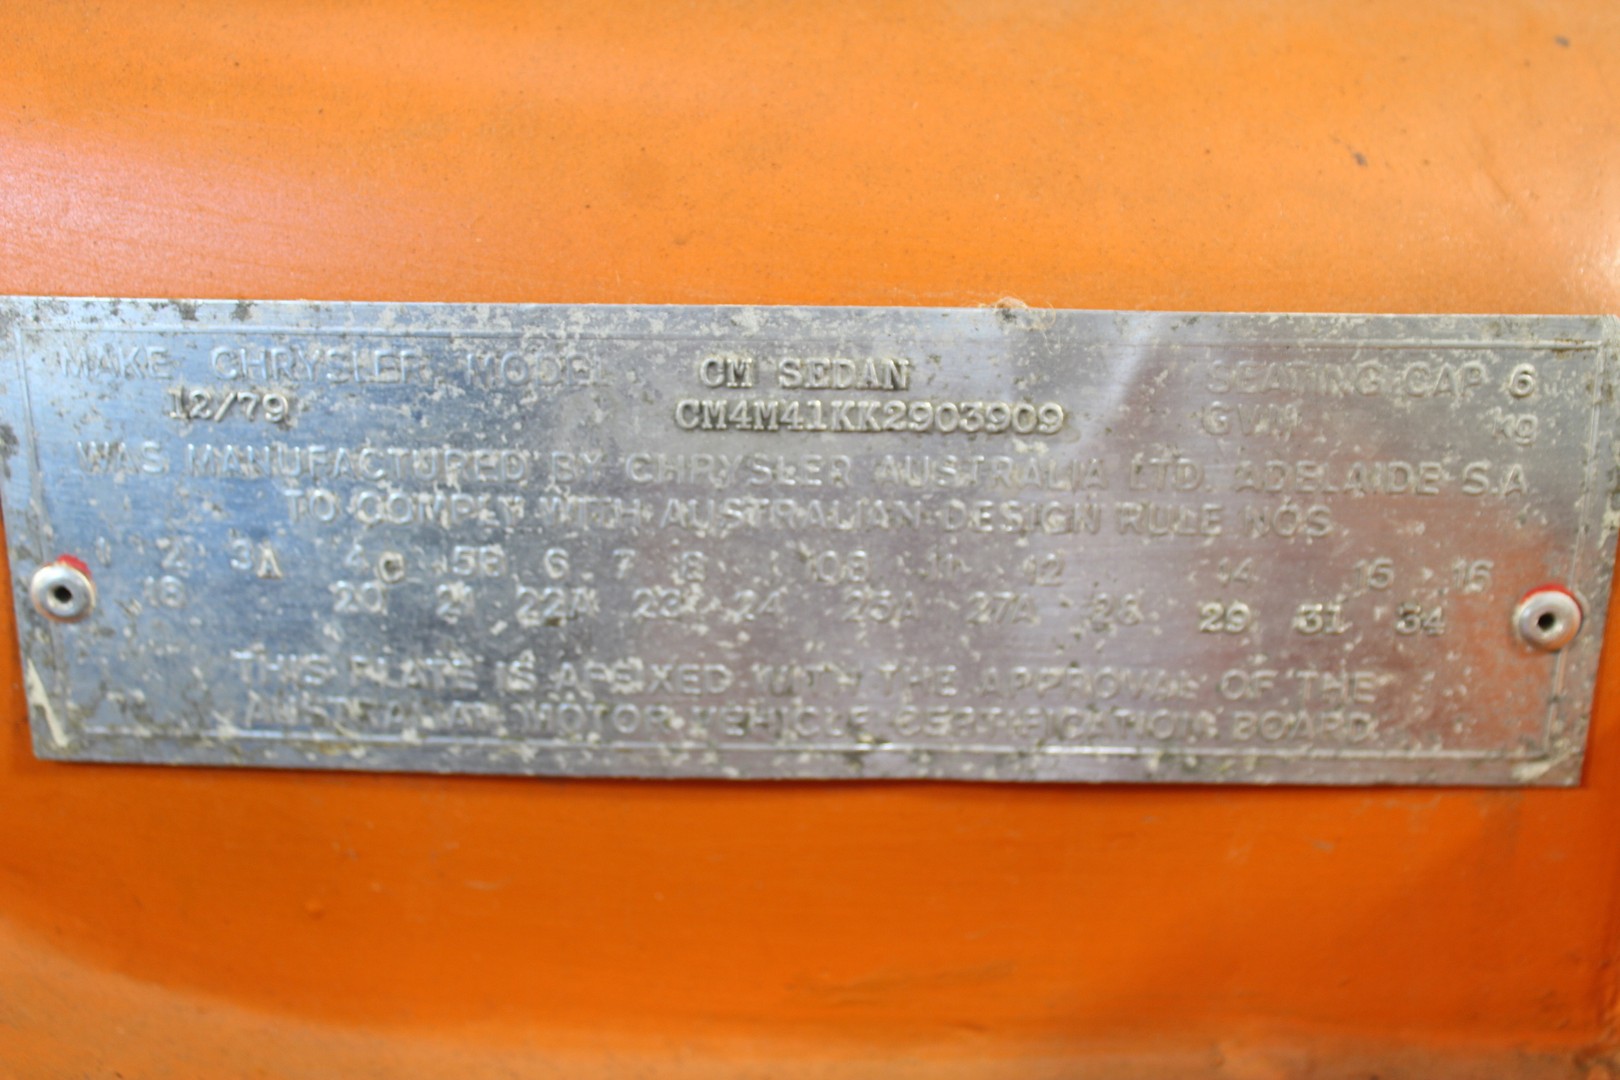 MAKE CHRYSLER MODEL CM SEDAN SEATING CAP 6
12/79 CM4M41KK2903909 GVM kg
WAS MANUFACTURED BY CHRYSLER AUSTRALIA LTD. ADELAIDE S.A
TO COMPLY WITH AUSTRALIAN DESIGN RULE NOS
1 2 3A 4C 5B 6 7 8 10B 11 12 14 15 16
18 20 21 22A 23 24 25A 27A 28 29 31 34
THIS PLATE IS AFFIXED WITH THE APPROVAL OF THE
AUSTRALIAN MOTOR VEHICLE CERTIFICATION BOARD